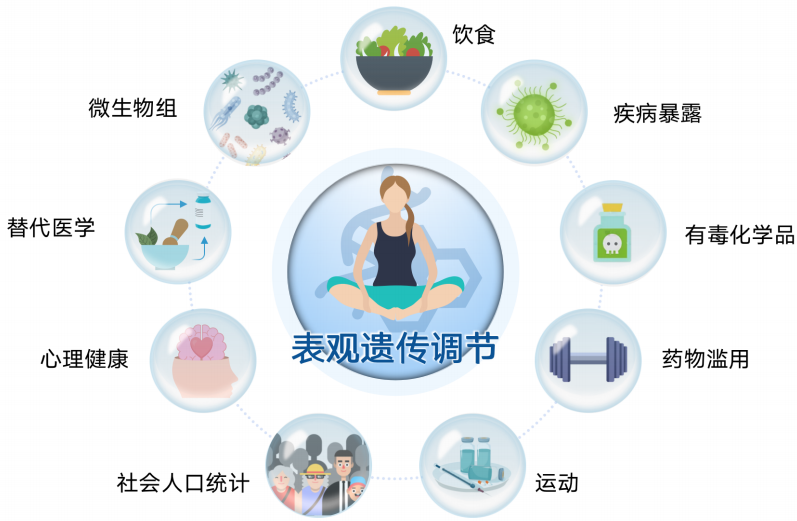 饮食
微生物组
疾病暴露
替代医学
有毒化学品
表观遗传调节
心理健康
药物滥用
社会人口统计
运动